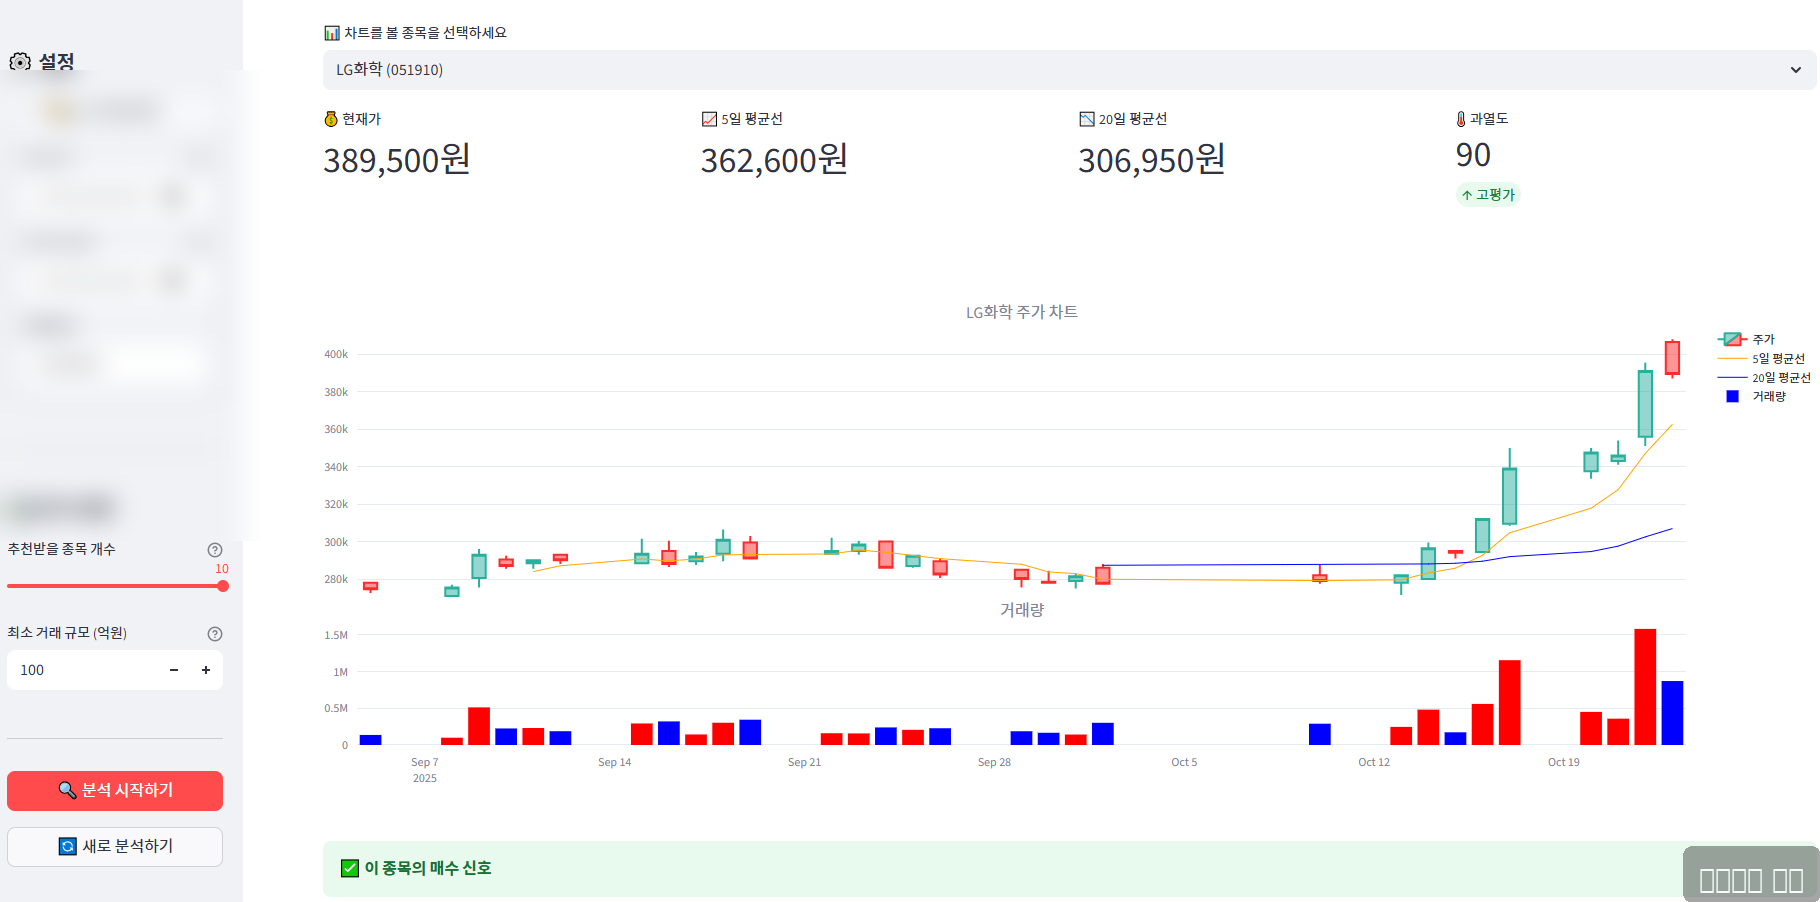 설정
추천받을 종목 개수
10
최소 거래 규모 (억원)
100
분석 시작하기
새로 분석하기
차트를 볼 종목을 선택하세요
LG화학 (051910)
현재가
389,500원
5일 평균선
362,600원
20일 평균선
306,950원
과열도
90
↑ 고평가
LG화학 주가 차트
400k
380k
360k
340k
320k
300k
280k
주가
5일 평균선
20일 평균선
거래량
거래량
1.5M
1M
0.5M
0
Sep 7
2025
Sep 14
Sep 21
Sep 28
Oct 5
Oct 12
Oct 19
이 종목의 매수 신호